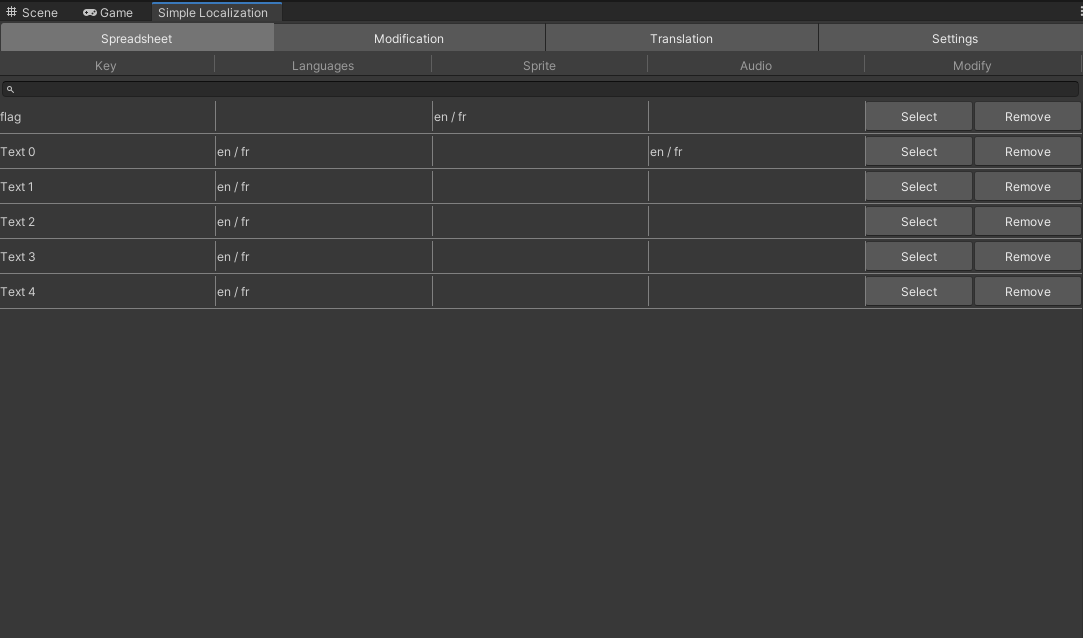 Scene Game Simple Localization
Spreadsheet Modification Translation Settings
Key Languages Sprite Audio Modify
flag en / fr Select Remove
Text 0 en / fr en / fr Select Remove
Text 1 en / fr Select Remove
Text 2 en / fr Select Remove
Text 3 en / fr Select Remove
Text 4 en / fr Select Remove